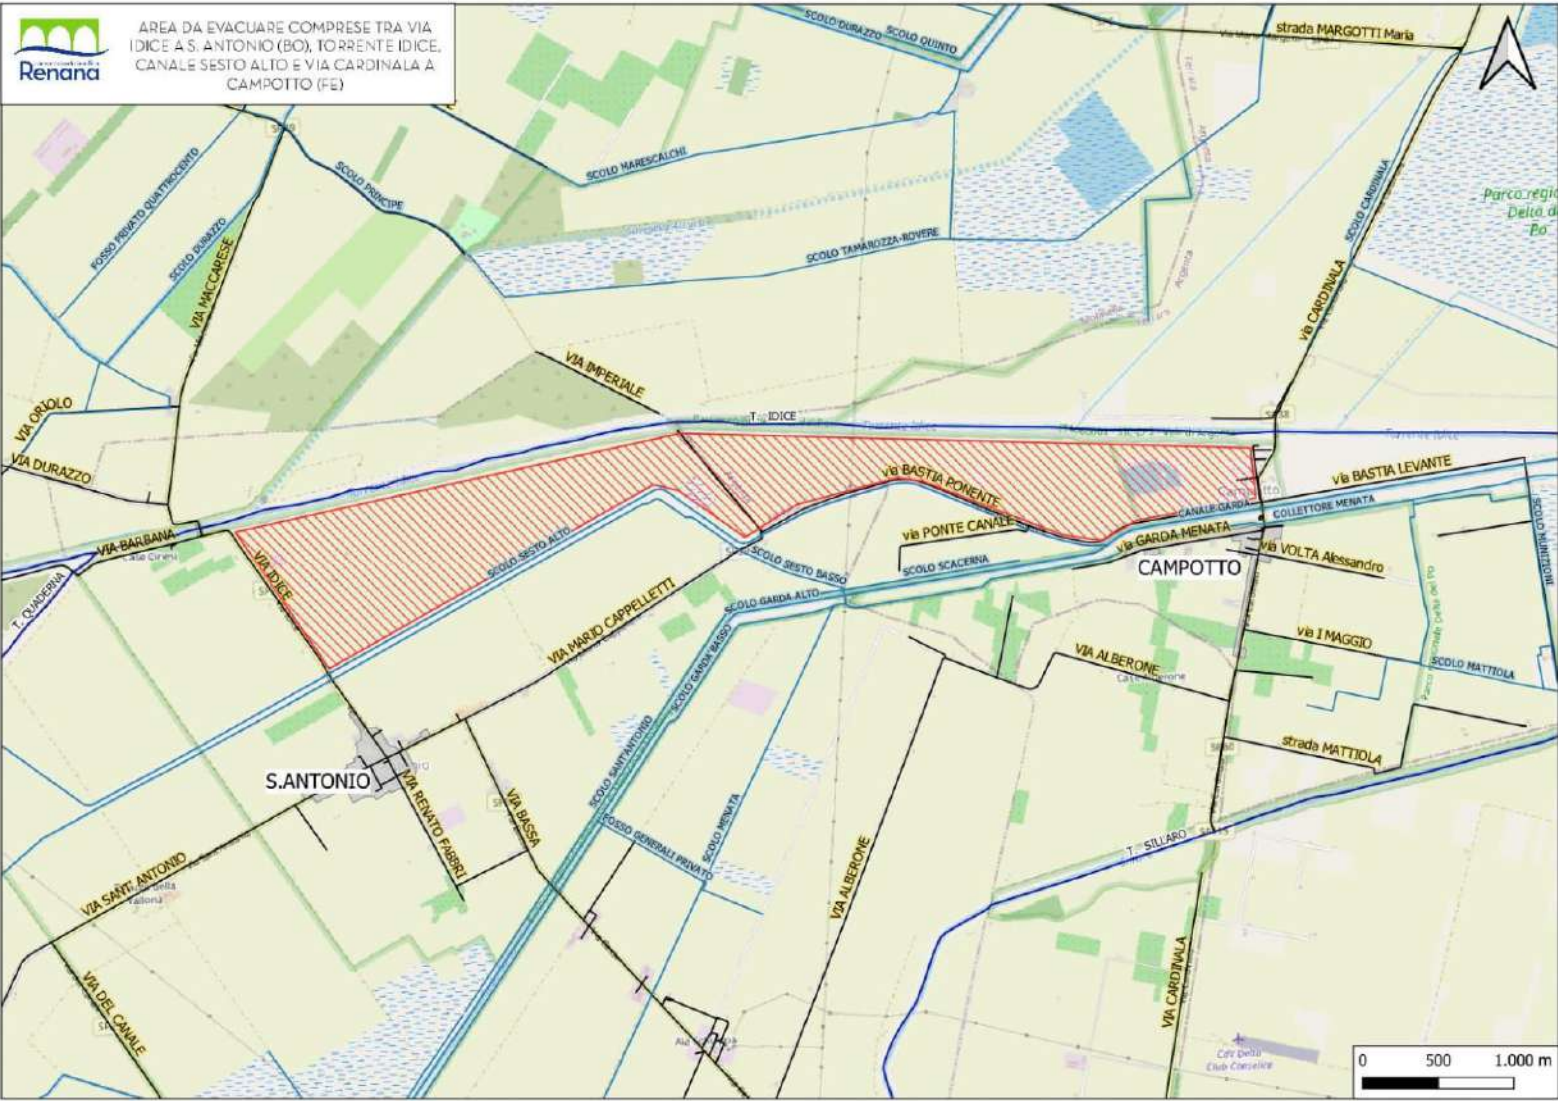 Renana
AREA DA EVACUARE COMPRESE TRA VIA
IDICE A S. ANTONIO (BO), TORRENTE IDICE,
CANALE SESTO ALTO E VIA CARDINALA A
CAMPOTTO (FE)
SCOLO DURAZZO
SCOLO QUINTO
strada MARGOTTI Maria
SCOLO MARESCALCHI
FOSSO PRIVATO QUATTROCENTO
SCOLO PRINCIPE
SCOLO DURAZZO
VIA MACCARESE
SCOLO CARDINALA
Parco regio
Delta d
Po
SCOLO TAMAROZZA-ROVERE
Argenta
via CARDINALA
VIA IMPERIALE
VIA ORIOLO
T. IDICE
VIA DURAZZO
via BASTIA LEVANTE
via BASTIA PONENTE
CANALE GARDA
COLLETTORE MENATA
SCOLO MUNIZIONI
VIA BARBANA
via PONTE CANALE
via GARDA MENATA
SCOLO SESTO ALTO
SCOLO SESTO BASSO
SCOLO SCACERNA
via VOLTA Alessandro
CAMPOTTO
VIA IDICE
T. QUADERNA
SCOLO GARDA ALTO
VIA MARIO CAPPELLETTI
via I MAGGIO
SCOLO GARDA BASSO
VIA ALBERONE
SCOLO MATTIOLA
SCOLO SANT'ANTONIO
strada MATTIOLA
S.ANTONIO
VIA RENATO FABBRI
VIA BASSA
SCOLO MENATA
FOSSO GENERALI PRIVATO
T. SILLARO
VIA ALBERONE
VIA SANT' ANTONIO
VIA CARDINALA
VIA DEL CANALE
Club Conselice
0 500 1.000 m